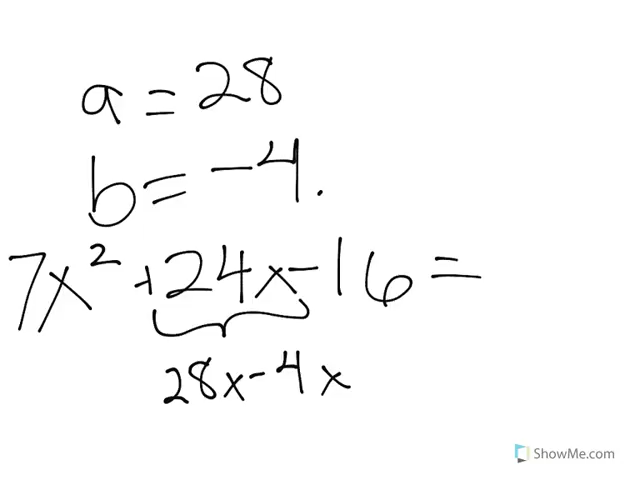 a = 28
b = -4.
7x² + 24x - 16 =
28x - 4x
ShowMe.com